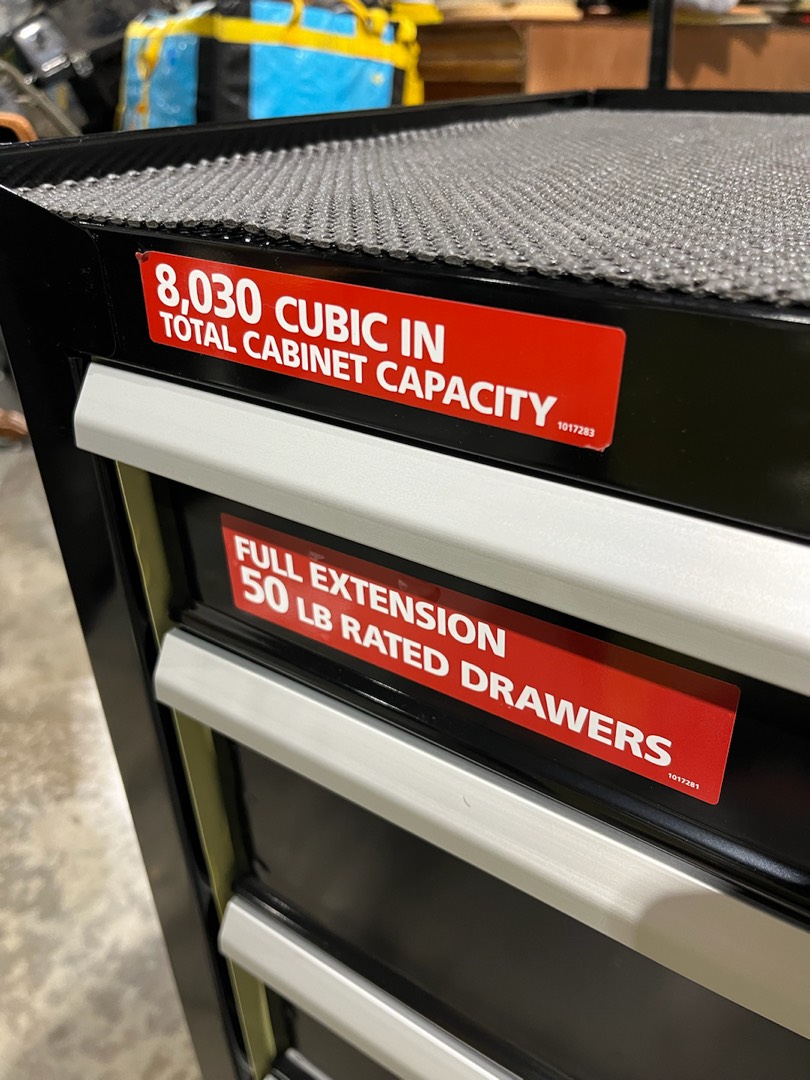 8,030 CUBIC IN
TOTAL CABINET CAPACITY
1017283
FULL EXTENSION
50 LB RATED DRAWERS
1017281